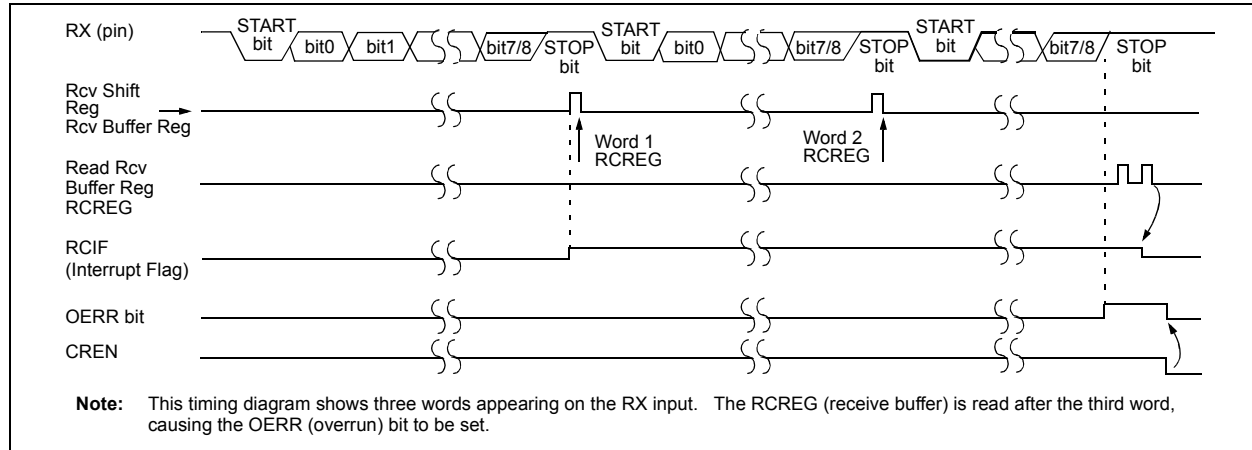 RX (pin)
START
bit
bit0
bit1
bit7/8
STOP
bit
START
bit
bit0
bit7/8
STOP
bit
START
bit
bit7/8
STOP
bit
Rcv Shift
Reg
Rcv Buffer Reg
Word 1
RCREG
Word 2
RCREG
Read Rcv
Buffer Reg
RCREG
RCIF
(Interrupt Flag)
OERR bit
CREN
Note: This timing diagram shows three words appearing on the RX input. The RCREG (receive buffer) is read after the third word,
causing the OERR (overrun) bit to be set.